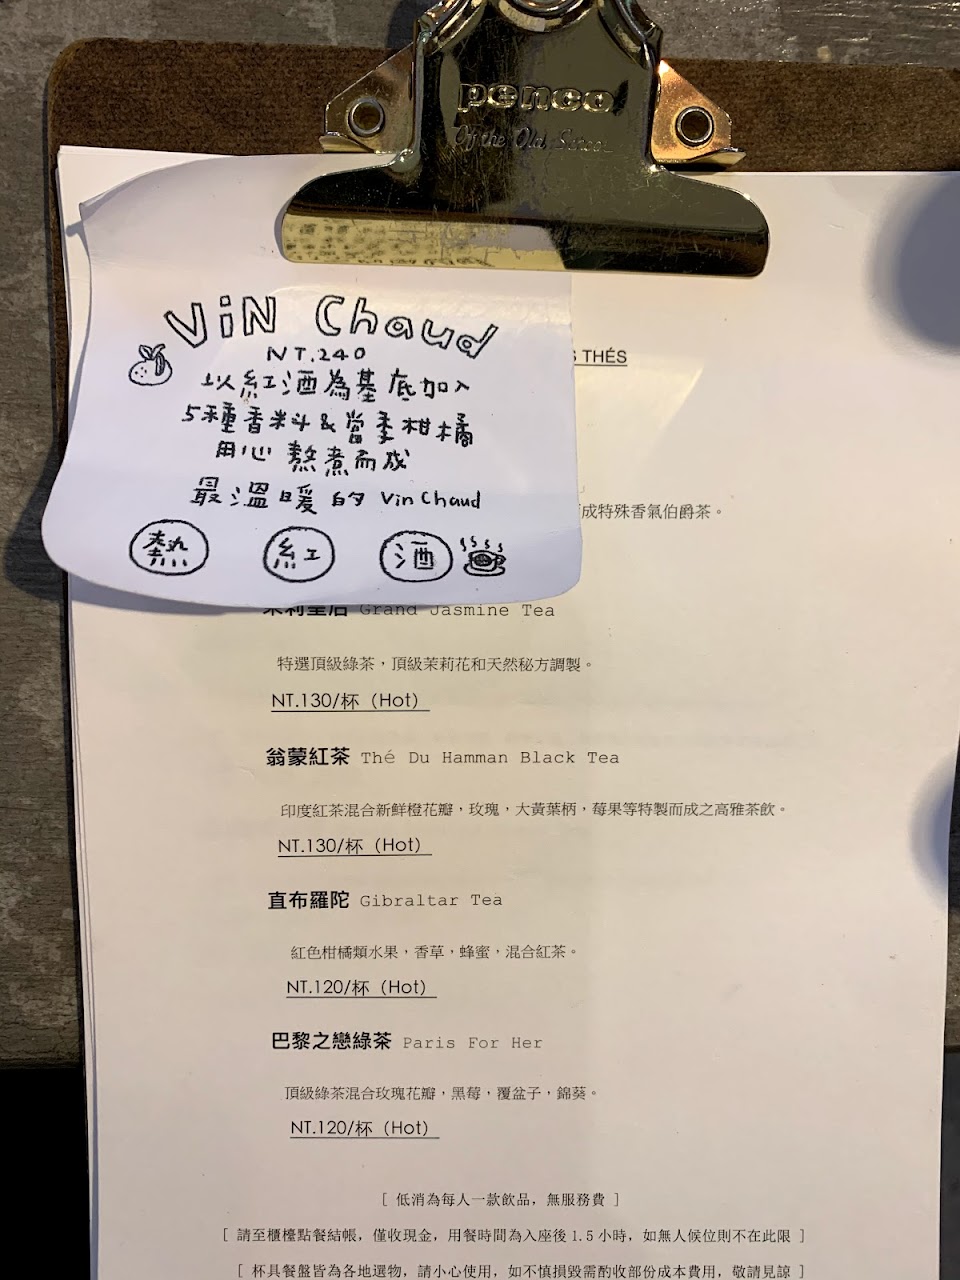 penco
Of the Old School
ViN Chaud
NT.240
以紅酒為基底加入
5種香料&當季柑橘
用心熬煮而成
最溫暖的 Vin Chaud
熱 紅 酒
THÉS
成特殊香氣伯爵茶。
Grand Jasmine Tea
特選頂級綠茶，頂級茉莉花和天然秘方調製。
NT.130/杯（Hot）
翁蒙紅茶 Thé Du Hamman Black Tea
印度紅茶混合新鮮橙花瓣，玫瑰，大黃葉柄，莓果等特製而成之高雅茶飲。
NT.130/杯（Hot）
直布羅陀 Gibraltar Tea
紅色柑橘類水果，香草，蜂蜜，混合紅茶。
NT.120/杯（Hot）
巴黎之戀綠茶 Paris For Her
頂級綠茶混合玫瑰花瓣，黑莓，覆盆子，錦葵。
NT.120/杯（Hot）
[ 低消為每人一款飲品，無服務費 ]
[ 請至櫃檯點餐結帳，僅收現金，用餐時間為入座後 1.5 小時，如無人候位則不在此限 ]
[ 杯具餐盤皆為各地選物，請小心使用，如不慎損毀需酌收部份成本費用，敬請見諒 ]